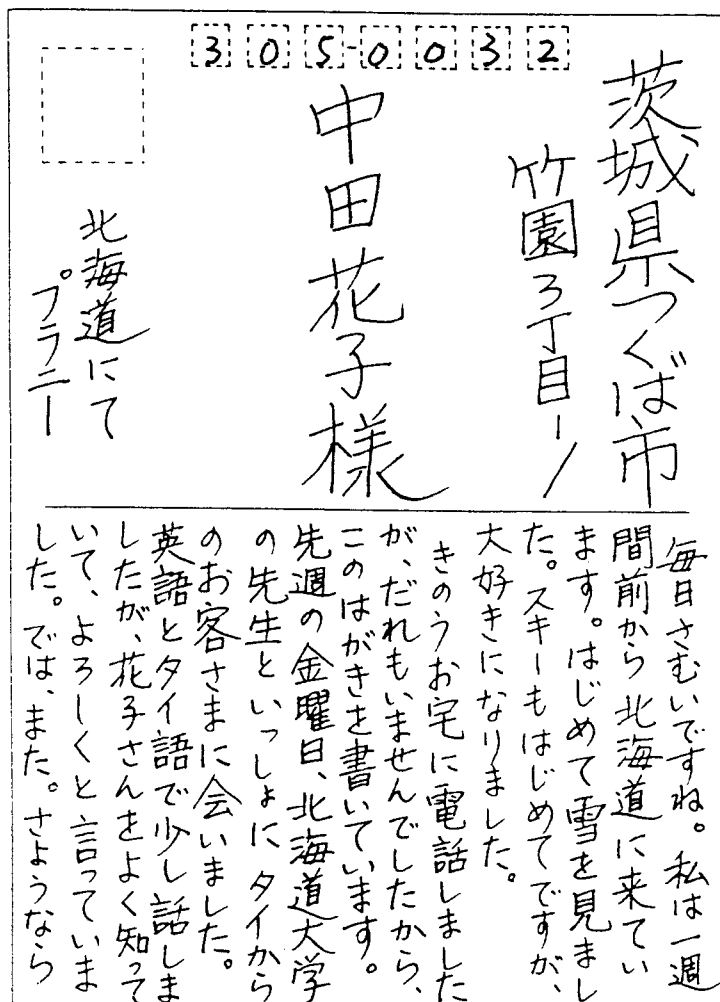 305-0032
茨城県つくば市
竹園3丁目ー1
中田花子様
北海道にて
プラニー
毎日さむいですね。私は一週
間前から北海道に来てい
ます。はじめて雪を見まし
た。スキーもはじめてですが、
大好きになりました。
きのうお宅に電話しました
が、だれもいませんでしたから、
このはがきを書いています。
先週の金曜日、北海道大学
の先生といっしょにタイから
のお客さまに会いました。
英語とタイ語で少し話しま
したが、花子さんをよく知って
いて、よろしくと言っていま
した。では、また。さようなら